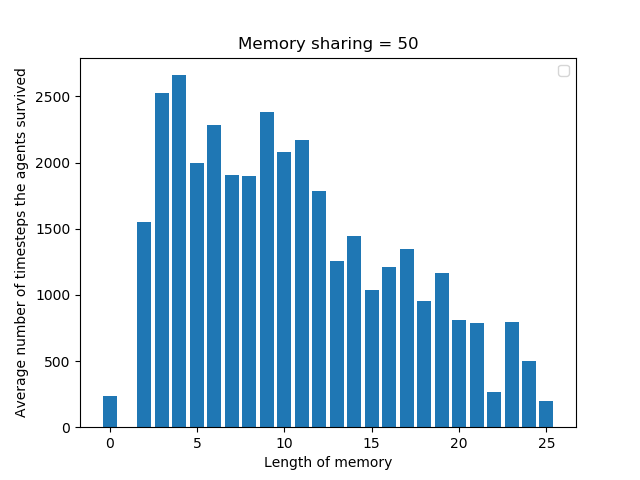 Memory sharing = 50
Average number of timesteps the agents survived
2500
2000
1500
1000
500
0
0 5 10 15 20 25
Length of memory